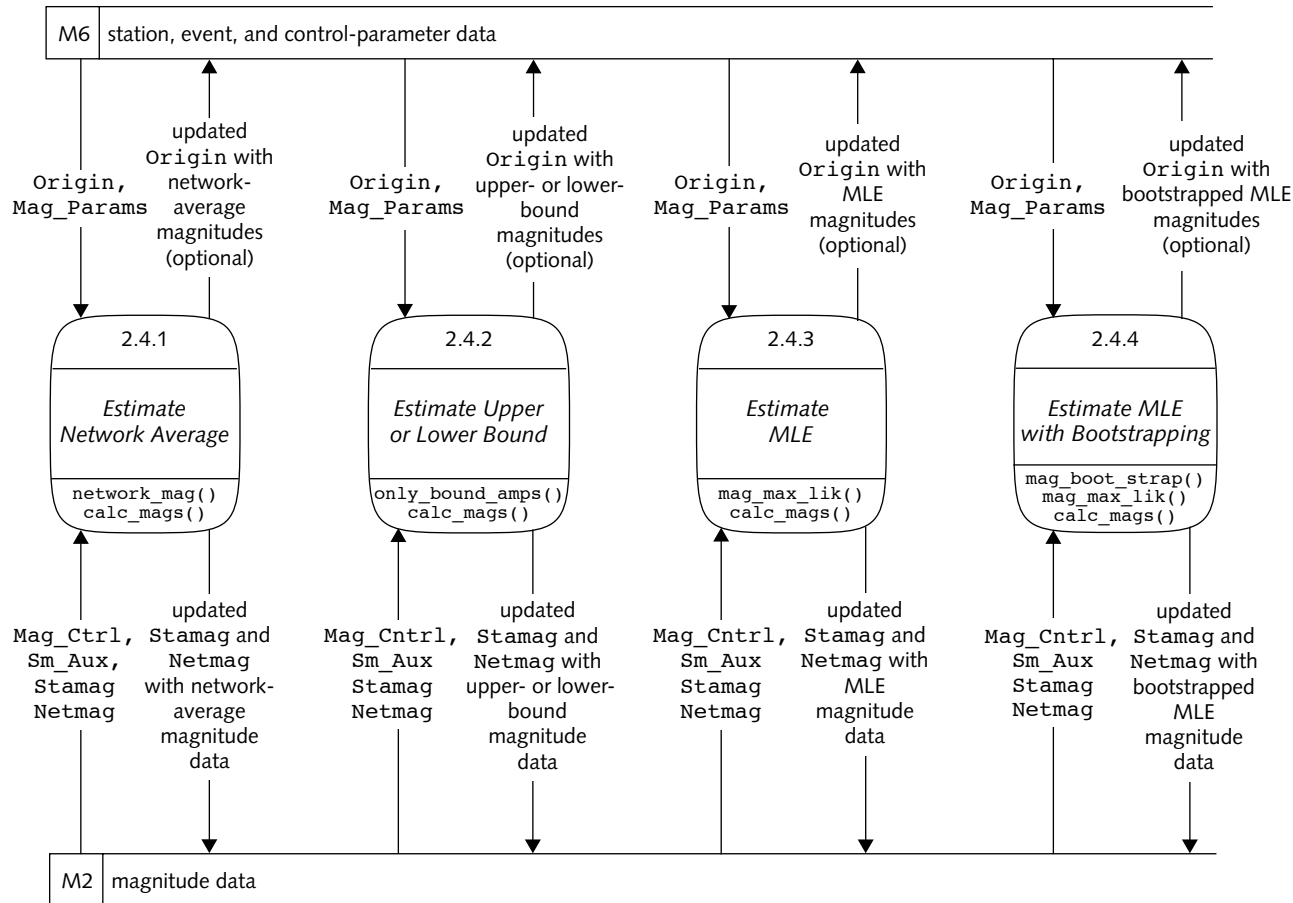 M6 station, event, and control-parameter data
Origin,
Mag_Params
updated
Origin with
network-
average
magnitudes
(optional)
Origin,
Mag_Params
updated
Origin with
upper- or lower-
bound
magnitudes
(optional)
Origin,
Mag_Params
updated
Origin with
MLE
magnitudes
(optional)
Origin,
Mag_Params
updated
Origin with
bootstrapped MLE
magnitudes
(optional)
2.4.1
Estimate
Network Average
network_mag()
calc_mags()
2.4.2
Estimate Upper
or Lower Bound
only_bound_amps()
calc_mags()
2.4.3
Estimate
MLE
mag_max_lik()
calc_mags()
2.4.4
Estimate MLE
with Bootstrapping
mag_boot_strap()
mag_max_lik()
calc_mags()
Mag_Ctrl,
Sm_Aux,
Stamag
Netmag
updated
Stamag and
Netmag
with network-
average
magnitude
data
Mag_Cntrl,
Sm_Aux
Stamag
Netmag
updated
Stamag and
Netmag with
upper- or lower-
bound
magnitude
data
Mag_Cntrl,
Sm_Aux
Stamag
Netmag
updated
Stamag and
Netmag with
MLE
magnitude
data
Mag_Cntrl,
Sm_Aux
Stamag
Netmag
updated
Stamag and
Netmag with
bootstrapped
MLE
magnitude
data
M2 magnitude data